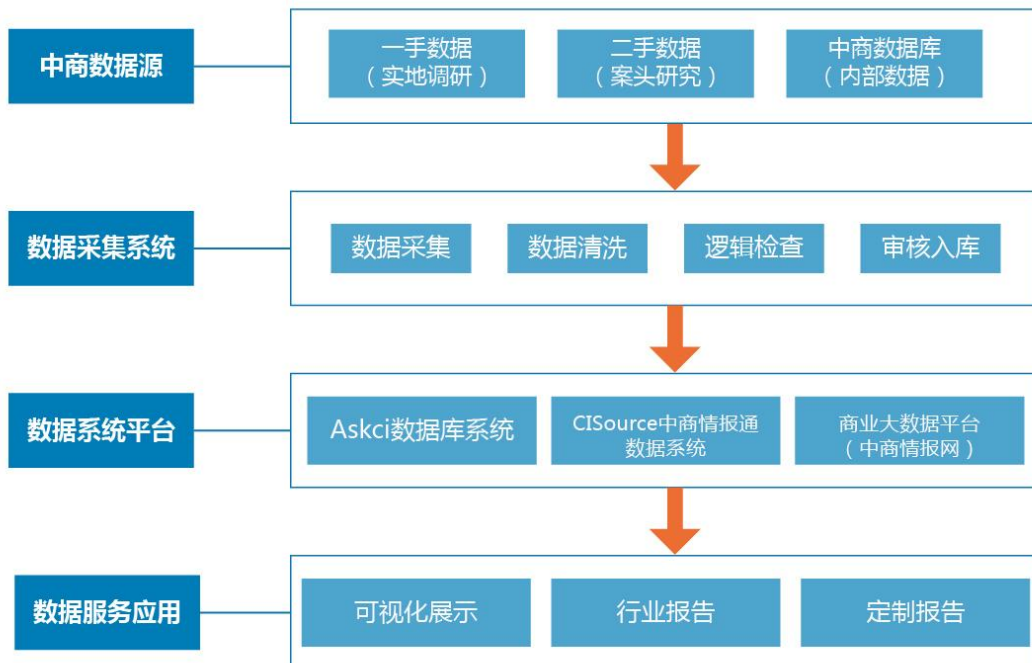 中商数据源
一手数据
（实地调研）
二手数据
（案头研究）
中商数据库
（内部数据）
数据采集系统
数据采集
数据清洗
逻辑检查
审核入库
数据系统平台
Askci数据库系统
CISource中商情报通
数据系统
商业大数据平台
（中商情报网）
数据服务应用
可视化展示
行业报告
定制报告